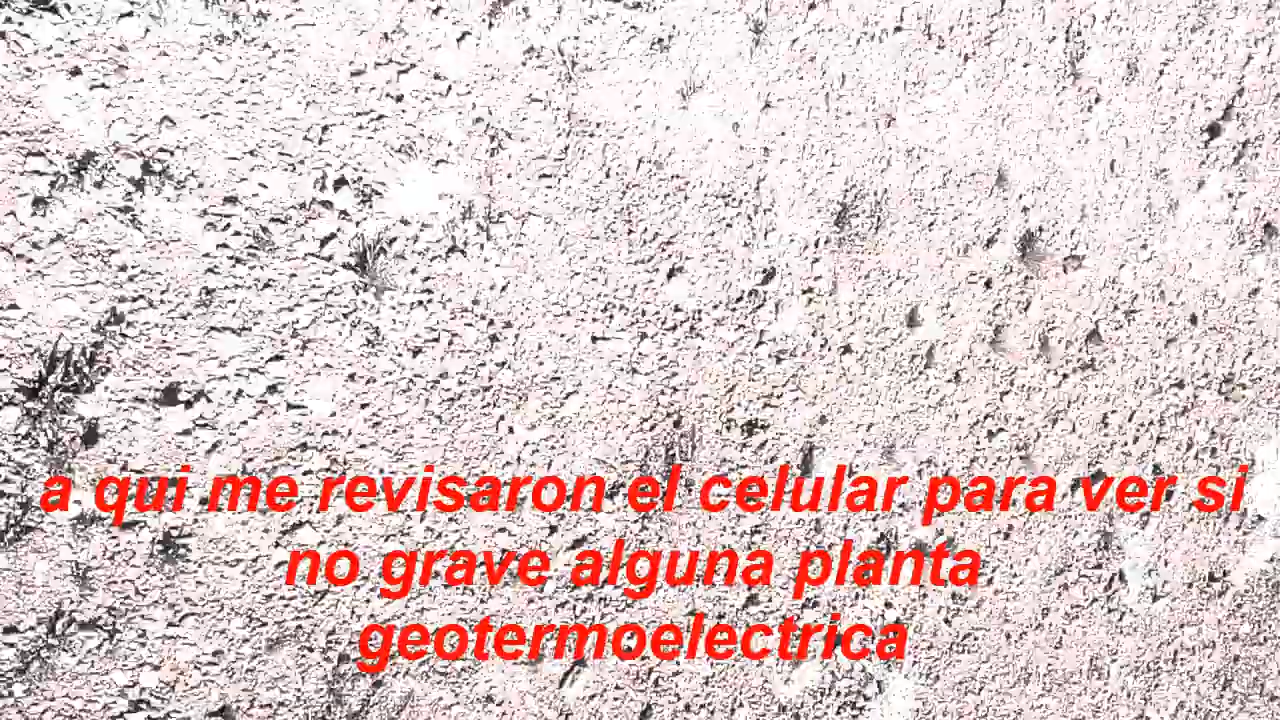 a qui me revisaron el celular para ver si
no grave alguna planta
geotermoelectrica